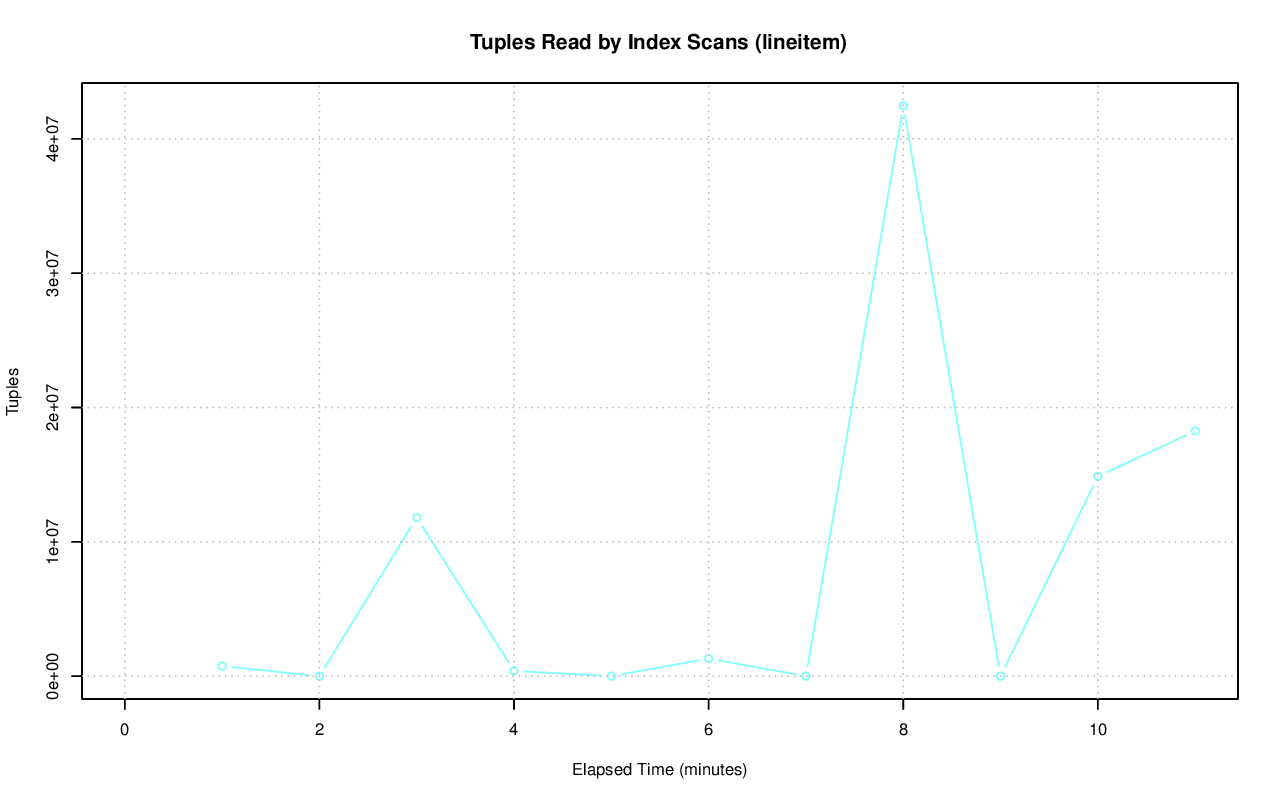 Tuples Read by Index Scans (lineitem)
4e+07
3e+07
Tuples
2e+07
1e+07
0e+00
0 2 4 6 8 10
Elapsed Time (minutes)